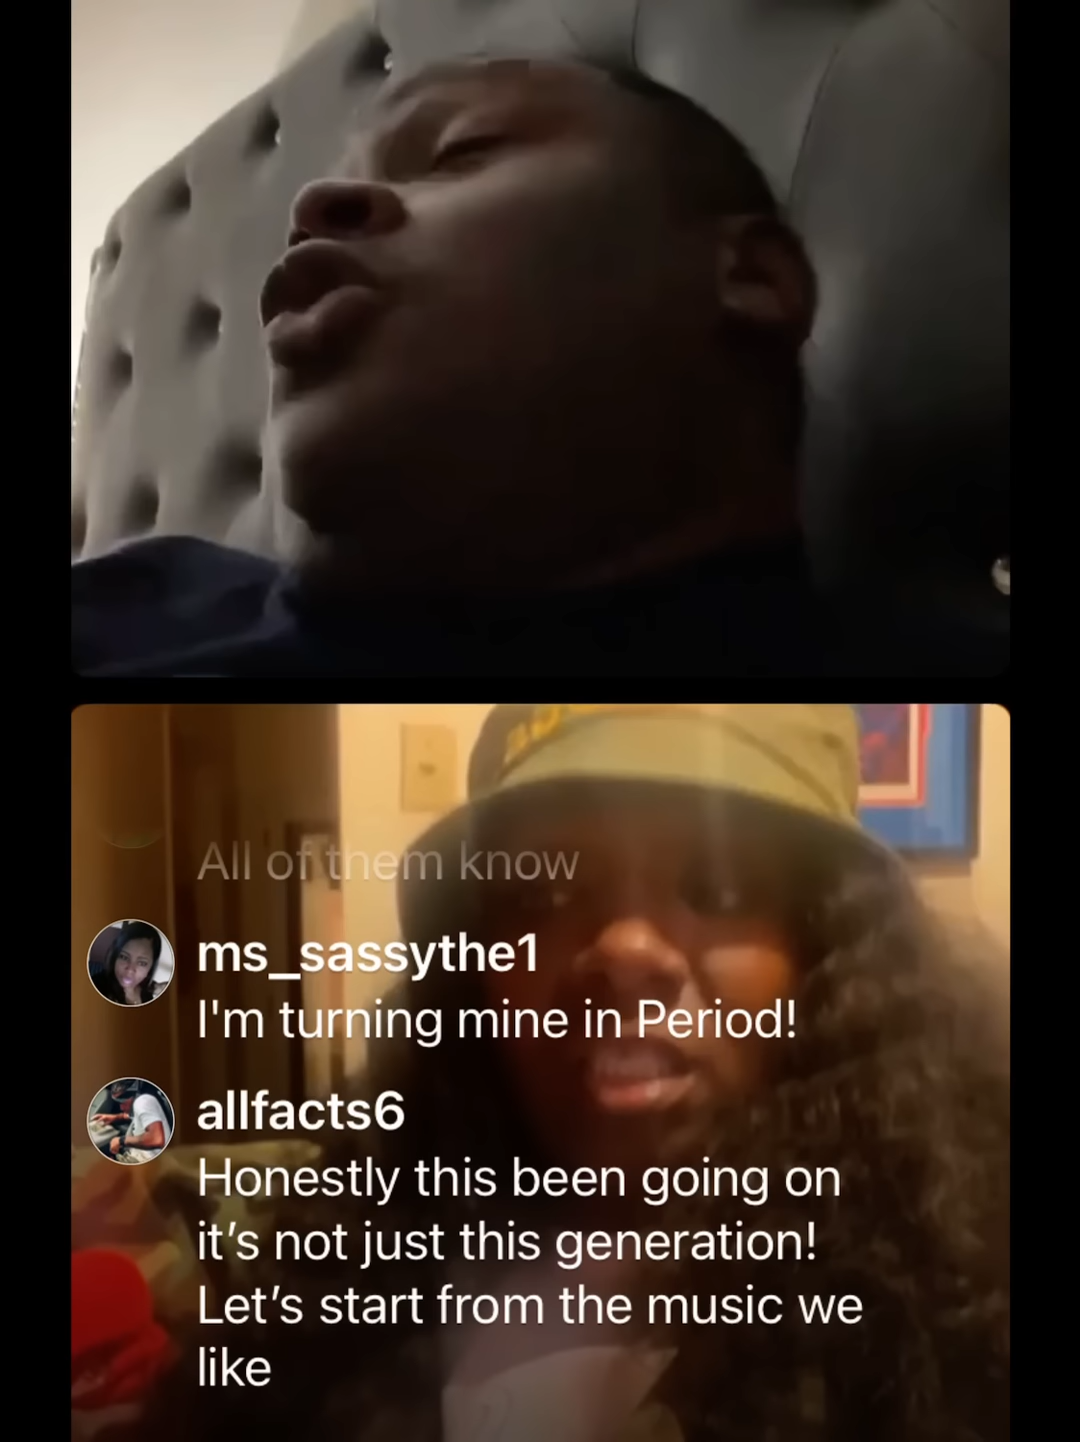 All of them know
ms_sassythe1
I'm turning mine in Period!
allfacts6
Honestly this been going on
it's not just this generation!
Let's start from the music we
like